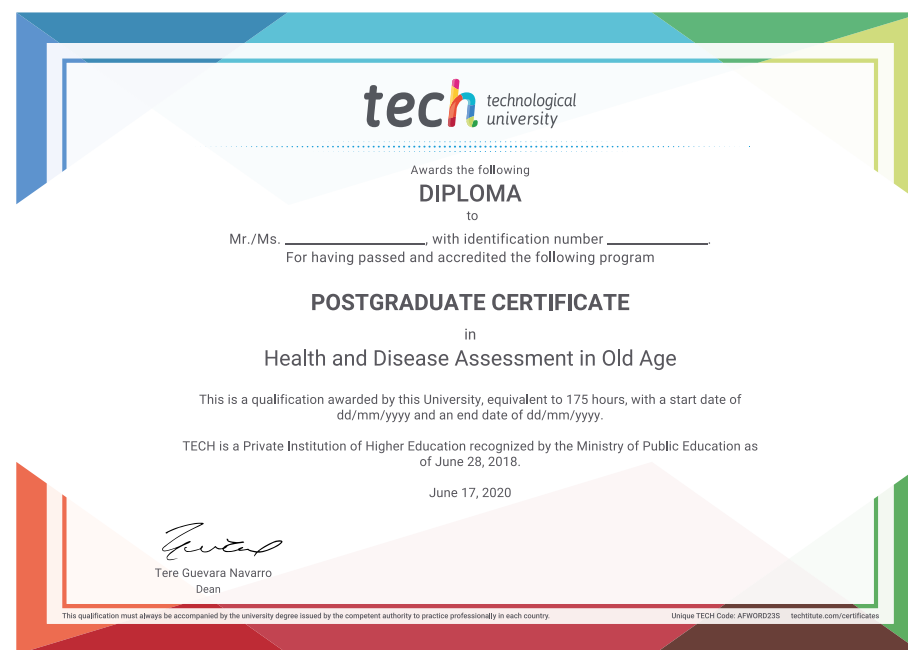 tech technological
university
Awards the following
DIPLOMA
to
Mr./Ms. ____________________, with identification number ______________.
For having passed and accredited the following program
POSTGRADUATE CERTIFICATE
in
Health and Disease Assessment in Old Age
This is a qualification awarded by this University, equivalent to 175 hours, with a start date of
dd/mm/yyyy and an end date of dd/mm/yyyy.
TECH is a Private Institution of Higher Education recognized by the Ministry of Public Education as
of June 28, 2018.
June 17, 2020
Tere Guevara Navarro
Dean
This qualification must always be accompanied by the university degree issued by the competent authority to practice professionally in each country. Unique TECH Code: AFWORD23S techtitute.com/certificates